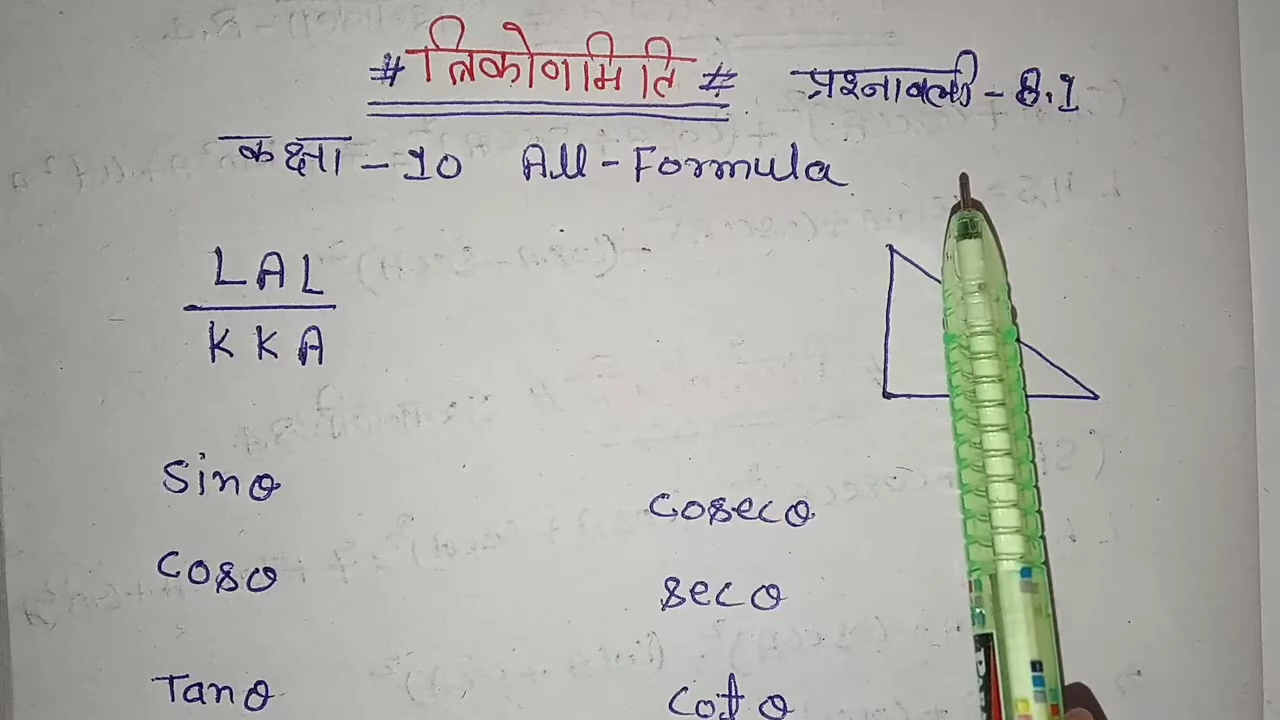 # त्रिकोणमिति # प्रश्नावली - 8.1
कक्षा - 10 All - Formula
LAL
KKA
Sinθ
Cosecθ
Cosθ
Secθ
Tanθ
Cotθ